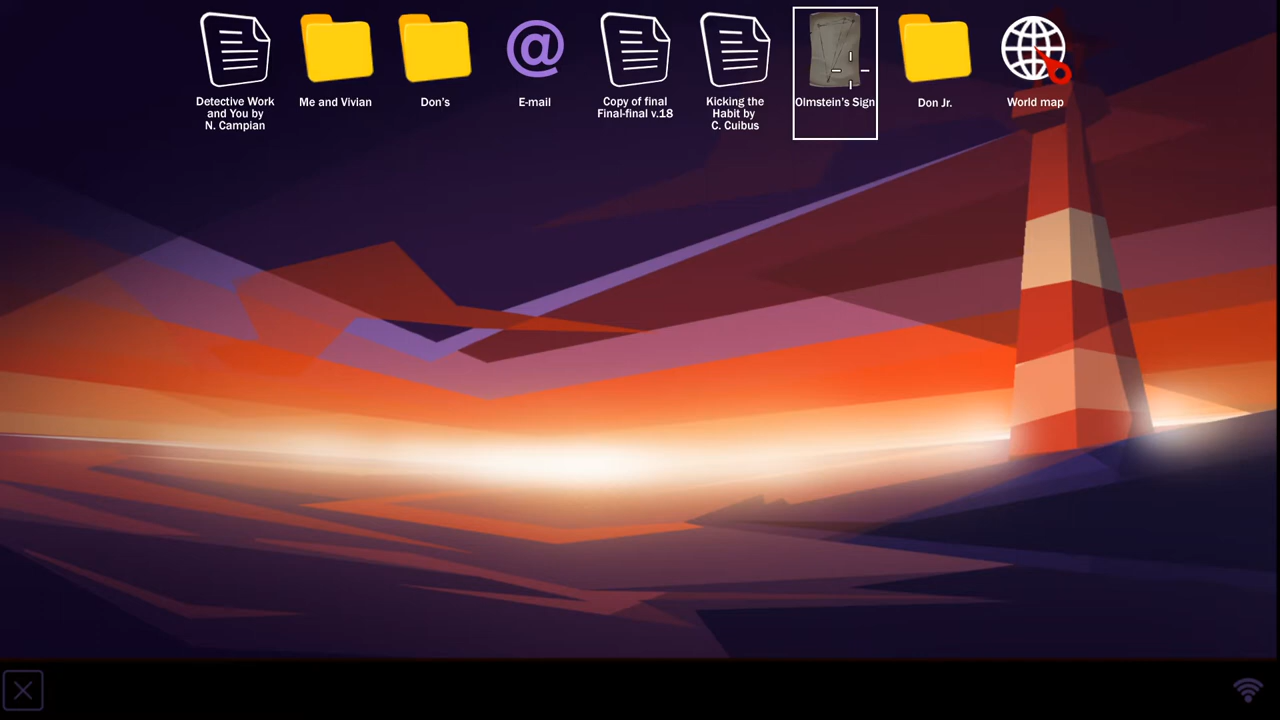 Detective Work
and You by
N. Campian
Me and Vivian
Don's
E-mail
Copy of final
Final-final v.18
Kicking the
Habit by
C. Cuibus
Olmstein's Sign
Don Jr.
World map